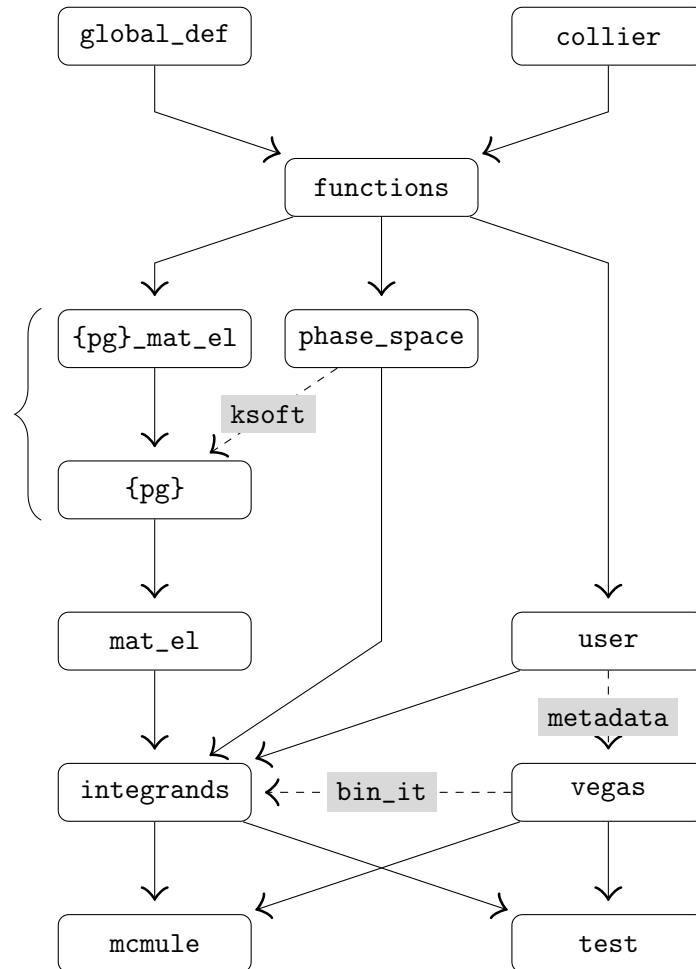 global_def
collier
functions
{pg}_mat_el
phase_space
ksoft
{pg}
mat_el
user
metadata
integrands
bin_it
vegas
mcmule
test